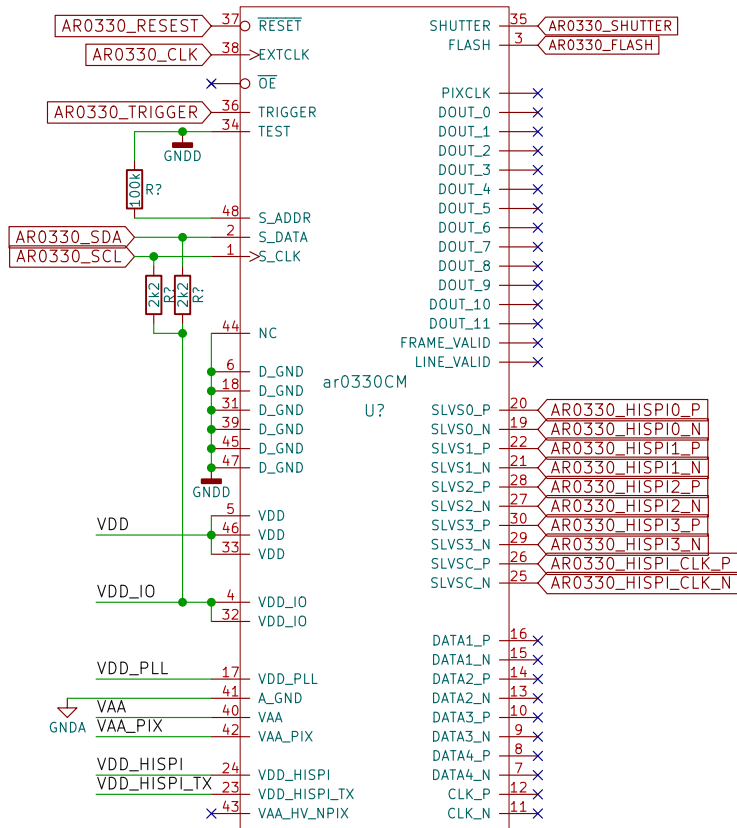 AR0330_RESEST 37 RESET
AR0330_CLK 38 EXTCLK
OE
AR0330_TRIGGER 36 TRIGGER
34 TEST
GNDD
100k R?
48 S_ADDR
AR0330_SDA 2 S_DATA
AR0330_SCL 1 S_CLK
2k2 R? 2k2 R?
44 NC
6 D_GND
18 D_GND
31 D_GND
39 D_GND
45 D_GND
47 D_GND
GNDD
5 VDD
VDD 46 VDD
33 VDD
VDD_IO 4 VDD_IO
32 VDD_IO
VDD_PLL 17 VDD_PLL
41 A_GND
GNDA
VAA 40 VAA
VAA_PIX 42 VAA_PIX
VDD_HISPI 24 VDD_HISPI
VDD_HISPI_TX 23 VDD_HISPI_TX
43 VAA_HV_NPIX
ar0330CM
U?
SHUTTER 35 AR0330_SHUTTER
FLASH 3 AR0330_FLASH
PIXCLK
DOUT_0
DOUT_1
DOUT_2
DOUT_3
DOUT_4
DOUT_5
DOUT_6
DOUT_7
DOUT_8
DOUT_9
DOUT_10
DOUT_11
FRAME_VALID
LINE_VALID
SLVS0_P 20 AR0330_HISPI0_P
SLVS0_N 19 AR0330_HISPI0_N
SLVS1_P 22 AR0330_HISPI1_P
SLVS1_N 21 AR0330_HISPI1_N
SLVS2_P 28 AR0330_HISPI2_P
SLVS2_N 27 AR0330_HISPI2_N
SLVS3_P 30 AR0330_HISPI3_P
SLVS3_N 29 AR0330_HISPI3_N
SLVSC_P 26 AR0330_HISPI_CLK_P
SLVSC_N 25 AR0330_HISPI_CLK_N
DATA1_P 16
DATA1_N 15
DATA2_P 14
DATA2_N 13
DATA3_P 10
DATA3_N 9
DATA4_P 8
DATA4_N 7
CLK_P 12
CLK_N 11